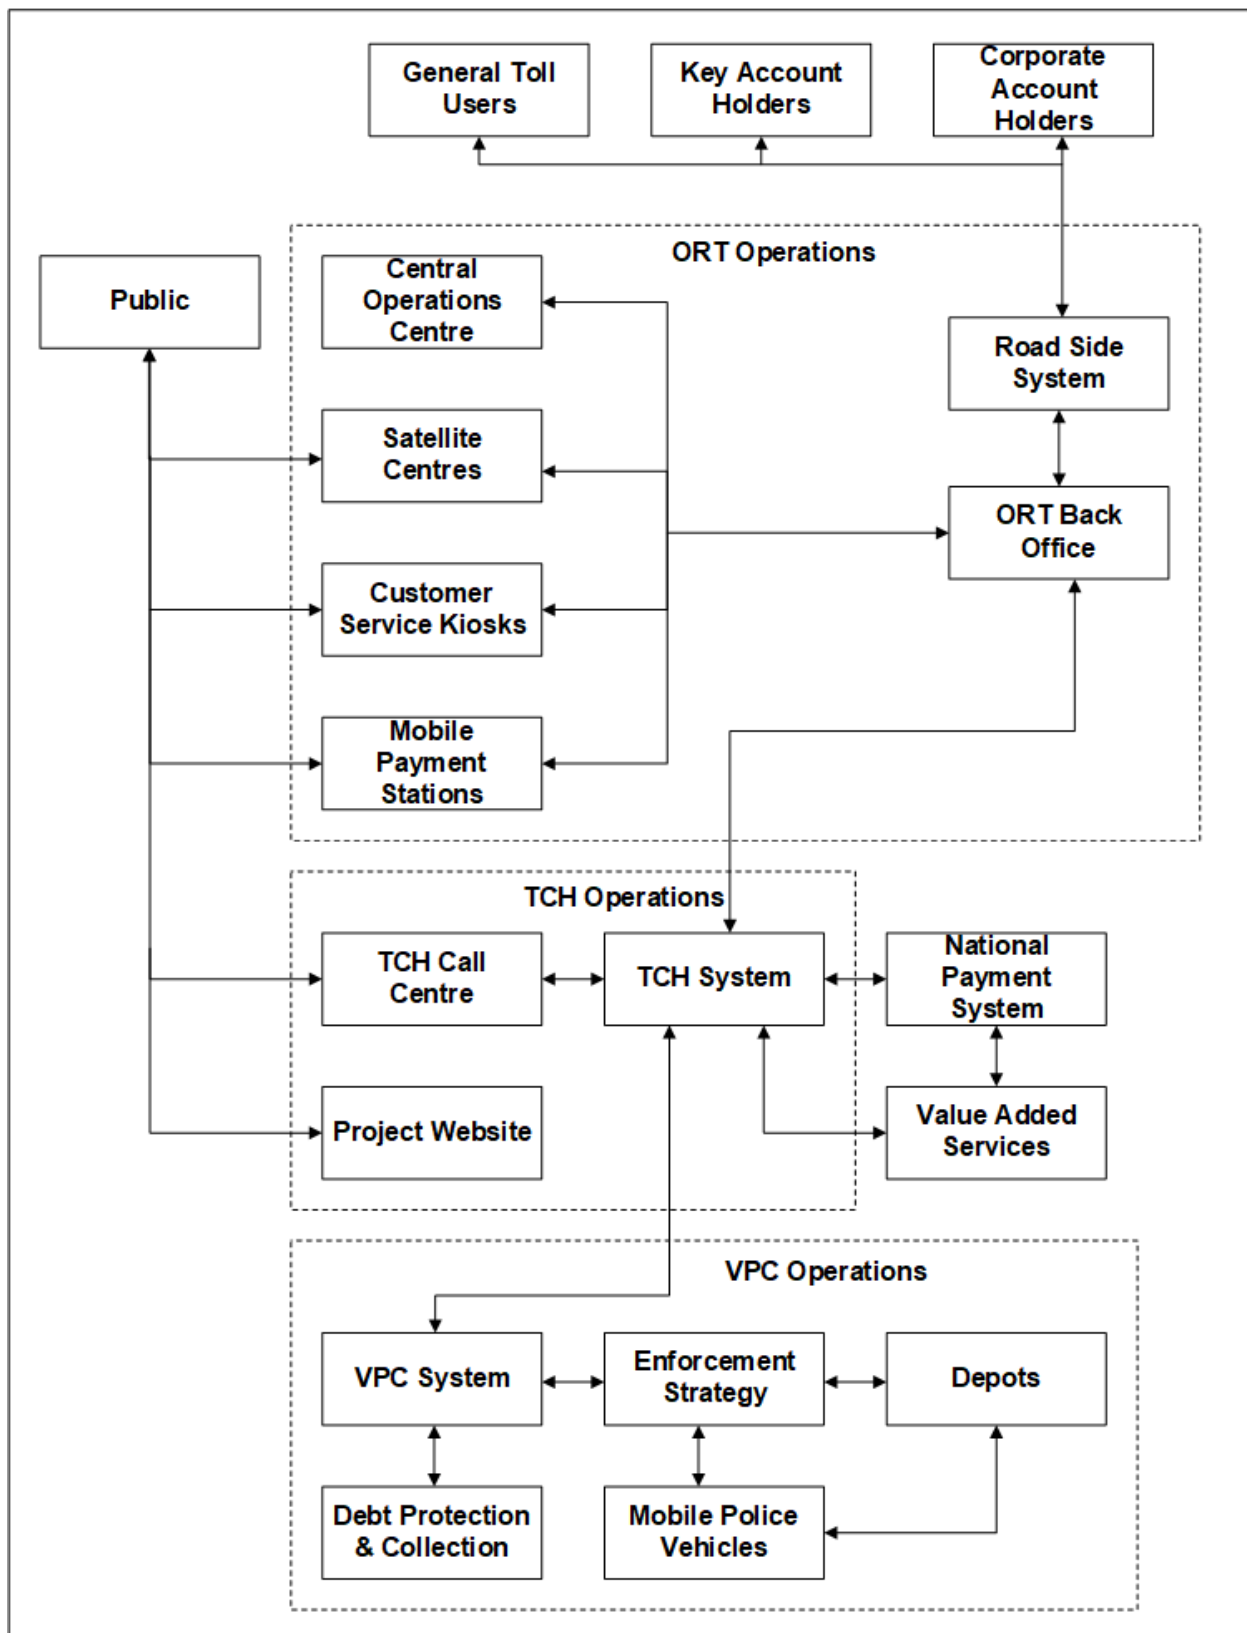 General Toll
Users
Key Account
Holders
Corporate
Account
Holders
ORT Operations
Public
Central
Operations
Centre
Road Side
System
Satellite
Centres
ORT Back
Office
Customer
Service Kiosks
Mobile
Payment
Stations
TCH Operations
TCH Call
Centre
TCH System
National
Payment
System
Project Website
Value Added
Services
VPC Operations
VPC System
Enforcement
Strategy
Depots
Debt Protection
& Collection
Mobile Police
Vehicles